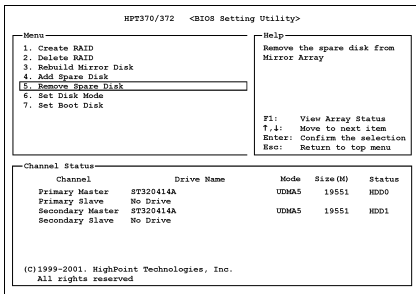 HPT370/372 <BIOS Setting Utility>
Menu
1. Create RAID
2. Delete RAID
3. Rebuild Mirror Disk
4. Add Spare Disk
5. Remove Spare Disk
6. Set Disk Mode
7. Set Boot Disk
Help
Remove the spare disk from
Mirror Array
F1: View Array Status
↑,↓: Move to next item
Enter: Confirm the selection
Esc: Return to top menu
Channel Status
Channel Drive Name Mode Size(M) Status
Primary Master ST320414A UDMA5 19551 HDD0
Primary Slave No Drive
Secondary Master ST320414A UDMA5 19551 HDD1
Secondary Slave No Drive
(C)1999-2001. HighPoint Technologies, Inc.
All rights reserved